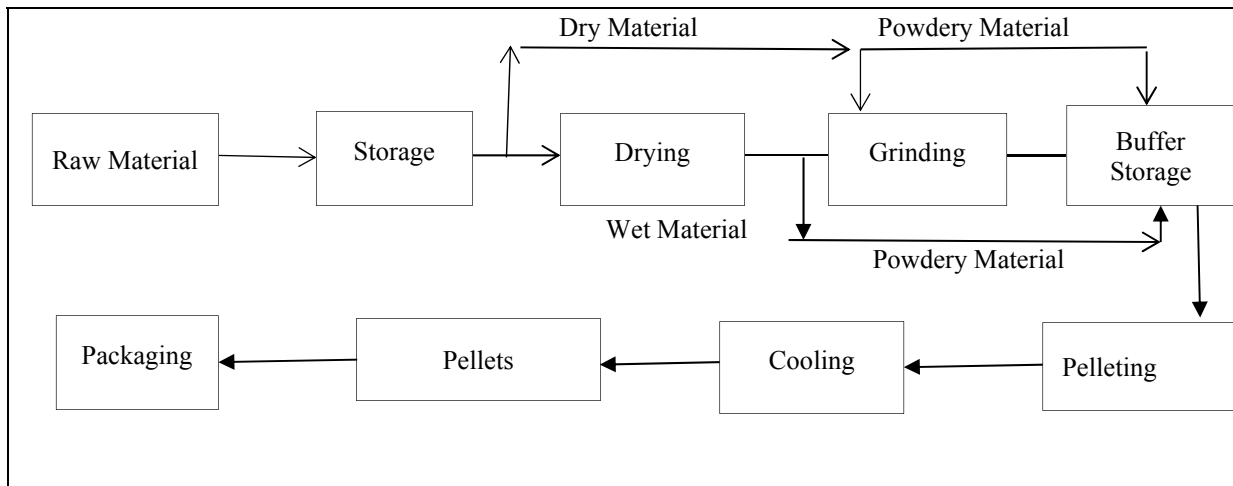 Dry Material
Powdery Material
Raw Material
Storage
Drying
Grinding
Buffer
Storage
Wet Material
Powdery Material
Packaging
Pellets
Cooling
Pelleting